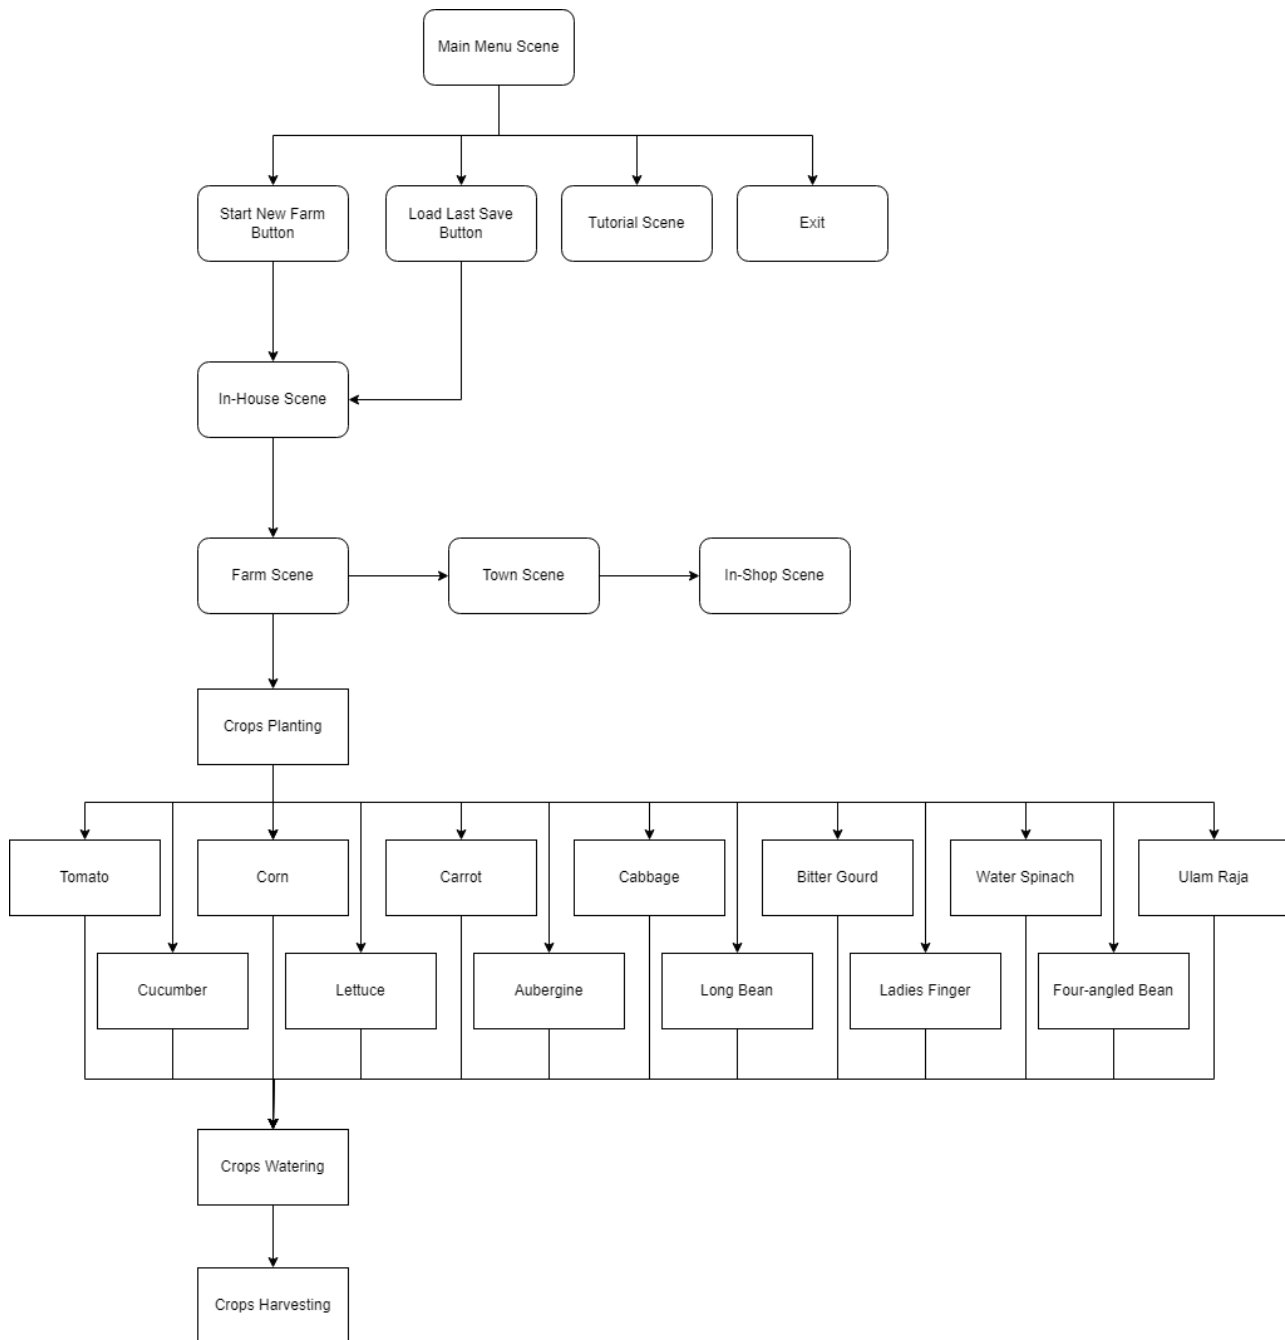 Main Menu Scene
Start New Farm
Button
Load Last Save
Button
Tutorial Scene
Exit
In-House Scene
Farm Scene
Town Scene
In-Shop Scene
Crops Planting
Tomato
Corn
Carrot
Cabbage
Bitter Gourd
Water Spinach
Ulam Raja
Cucumber
Lettuce
Aubergine
Long Bean
Ladies Finger
Four-angled Bean
Crops Watering
Crops Harvesting